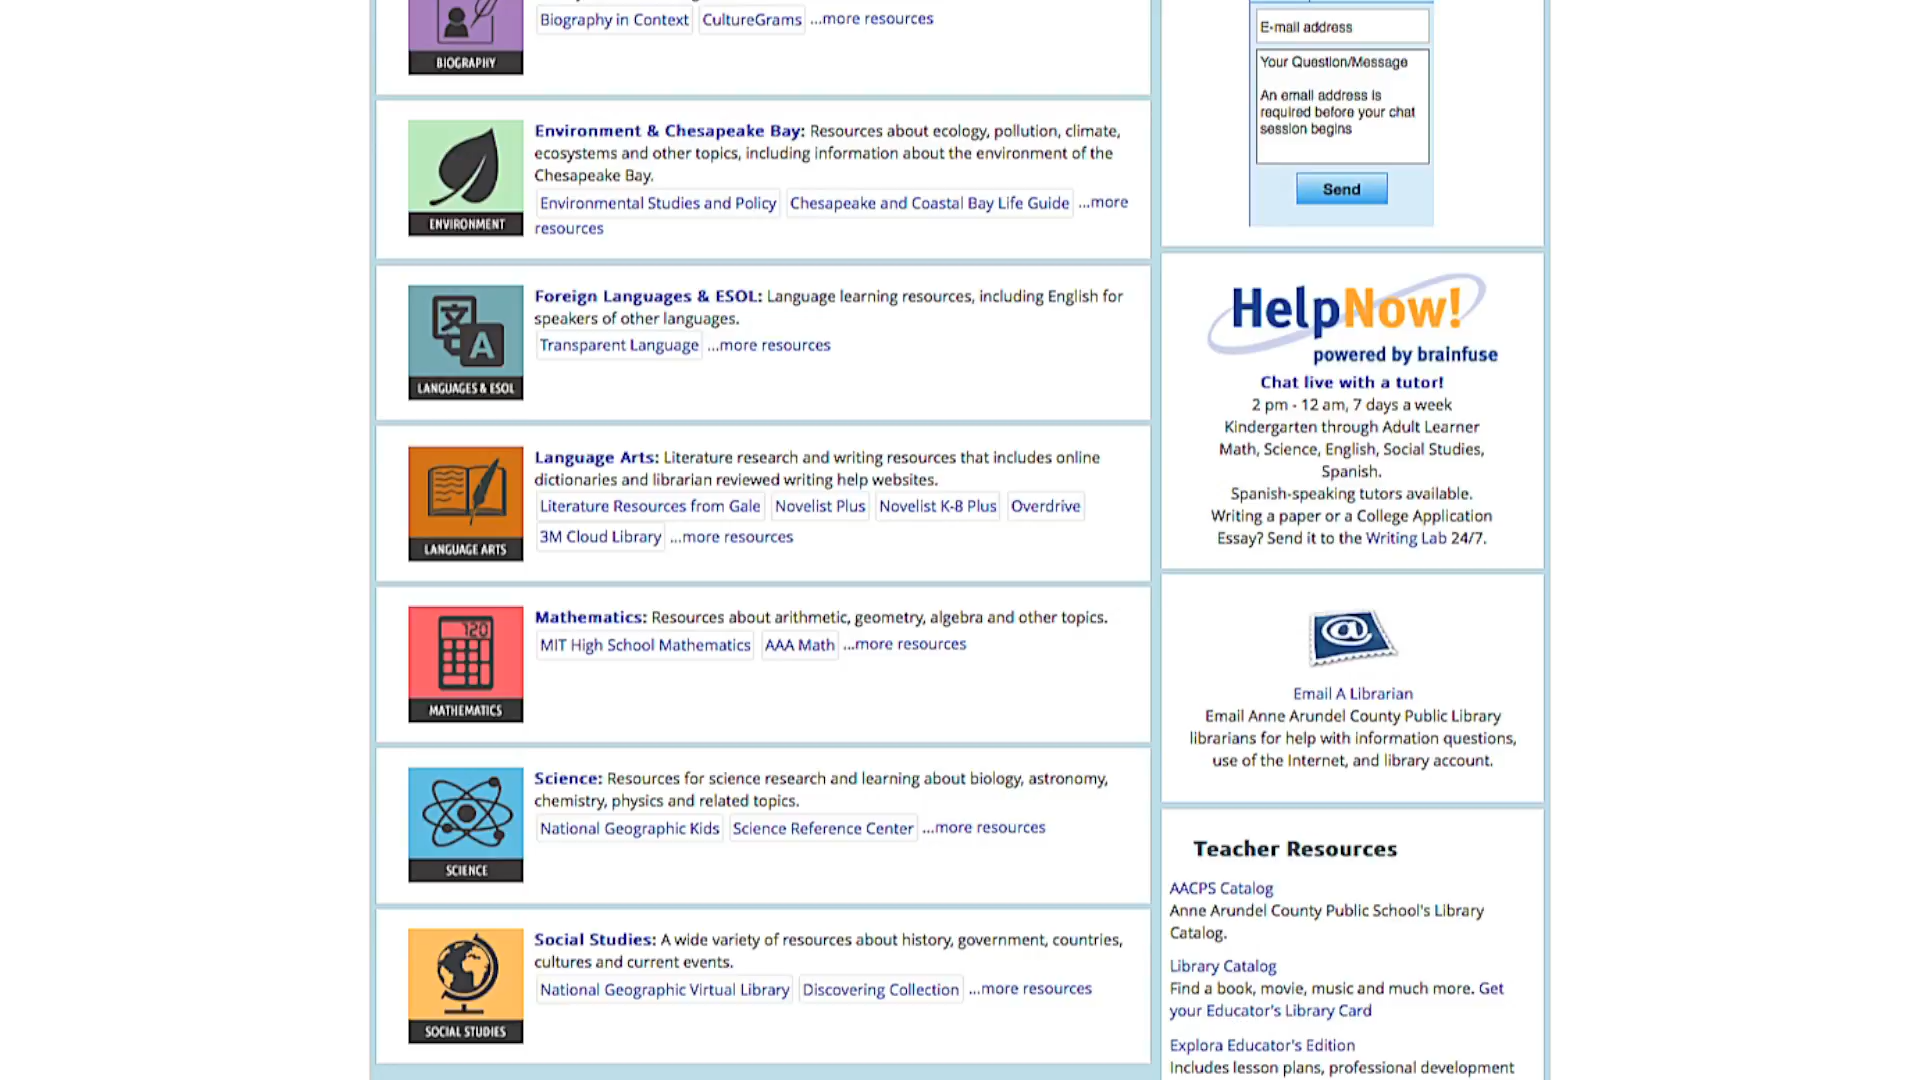 Biography in Context CultureGrams ...more resources
BIOGRAPHY
Environment & Chesapeake Bay: Resources about ecology, pollution, climate,
ecosystems and other topics, including information about the environment of the
Chesapeake Bay.
Environmental Studies and Policy Chesapeake and Coastal Bay Life Guide ...more
resources
ENVIRONMENT
Foreign Languages & ESOL: Language learning resources, including English for
speakers of other languages.
Transparent Language ...more resources
文
A
LANGUAGES & ESOL
Language Arts: Literature research and writing resources that includes online
dictionaries and librarian reviewed writing help websites.
Literature Resources from Gale Novelist Plus Novelist K-8 Plus Overdrive
3M Cloud Library ...more resources
LANGUAGE ARTS
Mathematics: Resources about arithmetic, geometry, algebra and other topics.
MIT High School Mathematics AAA Math ...more resources
720
MATHEMATICS
Science: Resources for science research and learning about biology, astronomy,
chemistry, physics and related topics.
National Geographic Kids Science Reference Center ...more resources
SCIENCE
Social Studies: A wide variety of resources about history, government, countries,
cultures and current events.
National Geographic Virtual Library Discovering Collection ...more resources
SOCIAL STUDIES
E-mail address
Your Question/Message
An email address is
required before your chat
session begins
Send
HelpNow!
powered by brainfuse
Chat live with a tutor!
2 pm - 12 am, 7 days a week
Kindergarten through Adult Learner
Math, Science, English, Social Studies,
Spanish.
Spanish-speaking tutors available.
Writing a paper or a College Application
Essay? Send it to the Writing Lab 24/7.
@
Email A Librarian
Email Anne Arundel County Public Library
librarians for help with information questions,
use of the Internet, and library account.
Teacher Resources
AACPS Catalog
Anne Arundel County Public School's Library
Catalog.
Library Catalog
Find a book, movie, music and much more. Get
your Educator's Library Card
Explora Educator's Edition
Includes lesson plans, professional development